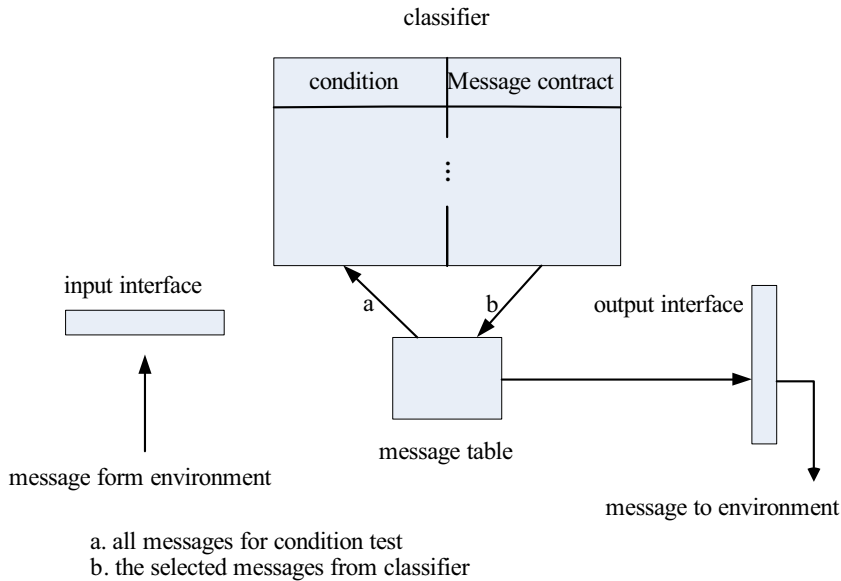 classifier
condition
Message contract
input interface
a
b
output interface
message table
message form environment
message to environment
a. all messages for condition test
b. the selected messages from classifier